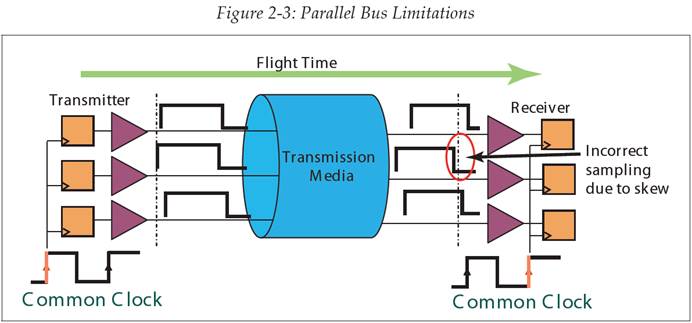 Figure 2-3: Parallel Bus Limitations
Flight Time
Transmitter
Receiver
Transmission
Media
Incorrect
sampling
due to skew
Common Clock
Common Clock